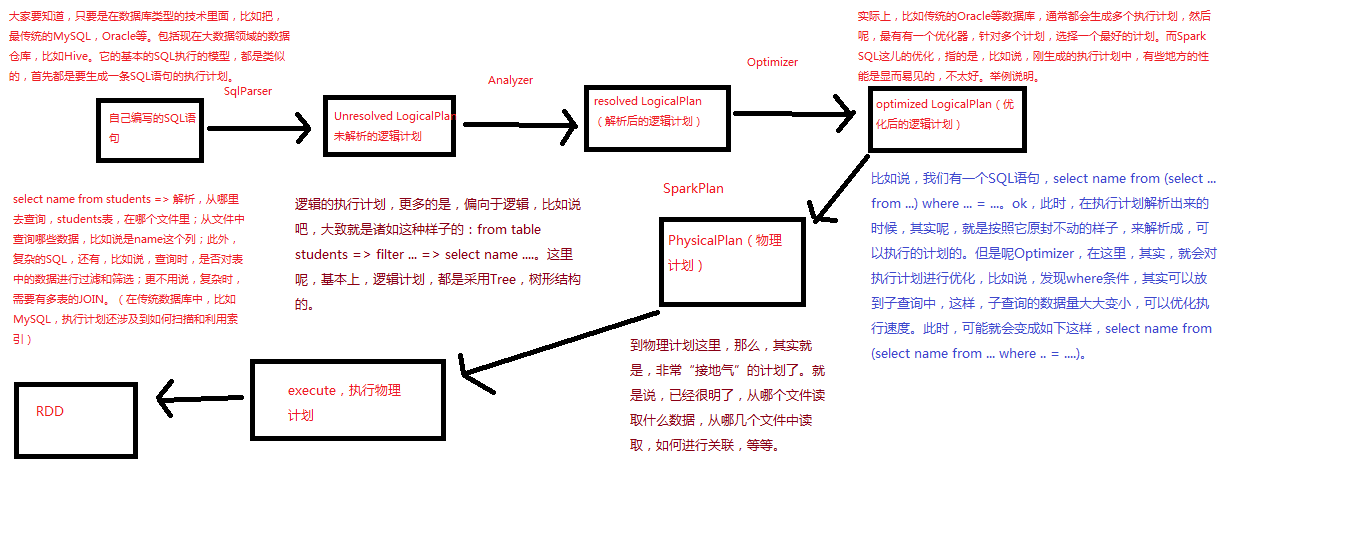 大家要知道，只要是在数据库类型的技术里面，比如把，
是传统的MySQL，Oracle等。包括现在大数据领域的数据
仓库，比如Hive。它的基本的SQL执行的模型，都是类似
的，首先都是要生成一条SQL语句的执行计划。
实际上，比如传统的Oracle等数据库，通常都会生成多个执行计划，然后
呢，最有有一个优化器，针对多个计划，选择一个最好的计划。而Spark
SQL这儿的优化，指的是，比如说，刚生成的执行计划中，有些地方的性
能是显而易见的，不太好。举例说明。
SqlParser
Analyzer
Optimizer
自己编写的SQL语
句
Unresolved LogicalPlan
未解析的逻辑计划
resolved LogicalPlan
（解析后的逻辑计划）
optimized LogicalPlan（优
化后的逻辑计划）
select name from students => 解析，从哪里
去查询，students表，在哪个文件里；从文件中
查询哪些数据，比如说是name这个列；此外，
复杂的SQL，还有，比如说，查询时，是否对表
中的数据进行过滤和筛选；更不用说，复杂时，
需要有多表的JOIN。（在传统数据库中，比如
MySQL，执行计划还涉及到如何扫描和利用索
引）
逻辑的执行计划，更多的是，偏向于逻辑，比如说
吧，大致就是诸如这种样子的：from table
students => filter ... => select name ....。这里
呢，基本上，逻辑计划，都是采用Tree，树形结构
的。
SparkPlan
PhysicalPlan（物理
计划）
比如说，我们有一个SQL语句，select name from (select ...
from ...) where ... = ...。ok，此时，在执行计划解析出来的
时候，其实呢，就是按照它原封不动的样子，来解析成，可
以执行的计划的。但是呢Optimizer，在这里，其实，就会对
执行计划进行优化，比如说，发现where条件，其实可以放
到子查询中，这样，子查询的数据量大大变小，可以优化执
行速度。此时，可能就会变成如下这样，select name from
(select name from ... where .. = ....)。
到物理计划这里，那么，其实就
是，非常“接地气”的计划了。就
是说，已经很明了，从哪个文件读
取什么数据，从哪几个文件中读
取，如何进行关联，等等。
execute，执行物理
计划
RDD